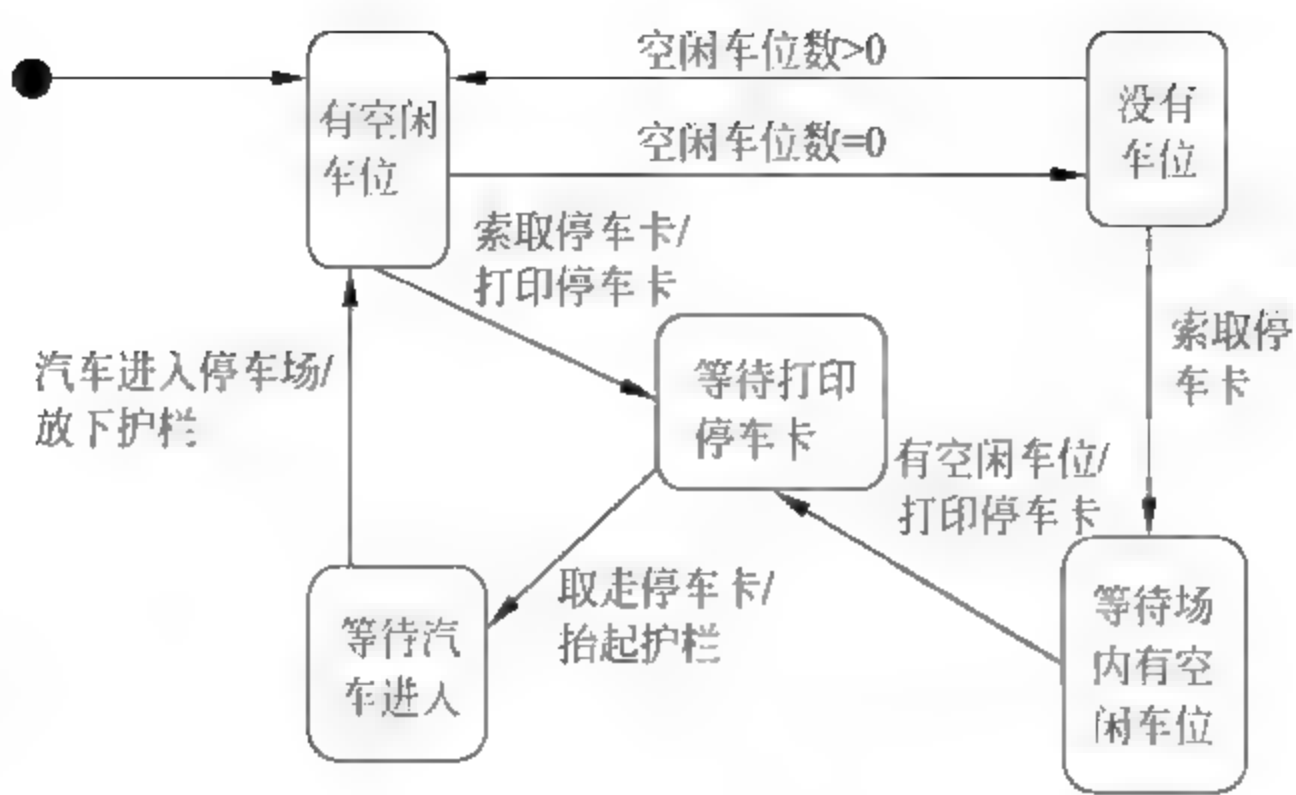 空闲车位数>0
有空闲
车位
没有
车位
空闲车位数=0
索取停车卡/
打印停车卡
索取停
车卡
汽车进入停车场/
放下护栏
等待打印
停车卡
有空闲车位/
打印停车卡
取走停车卡/
抬起护栏
等待汽
车进入
等待场
内有空
闲车位